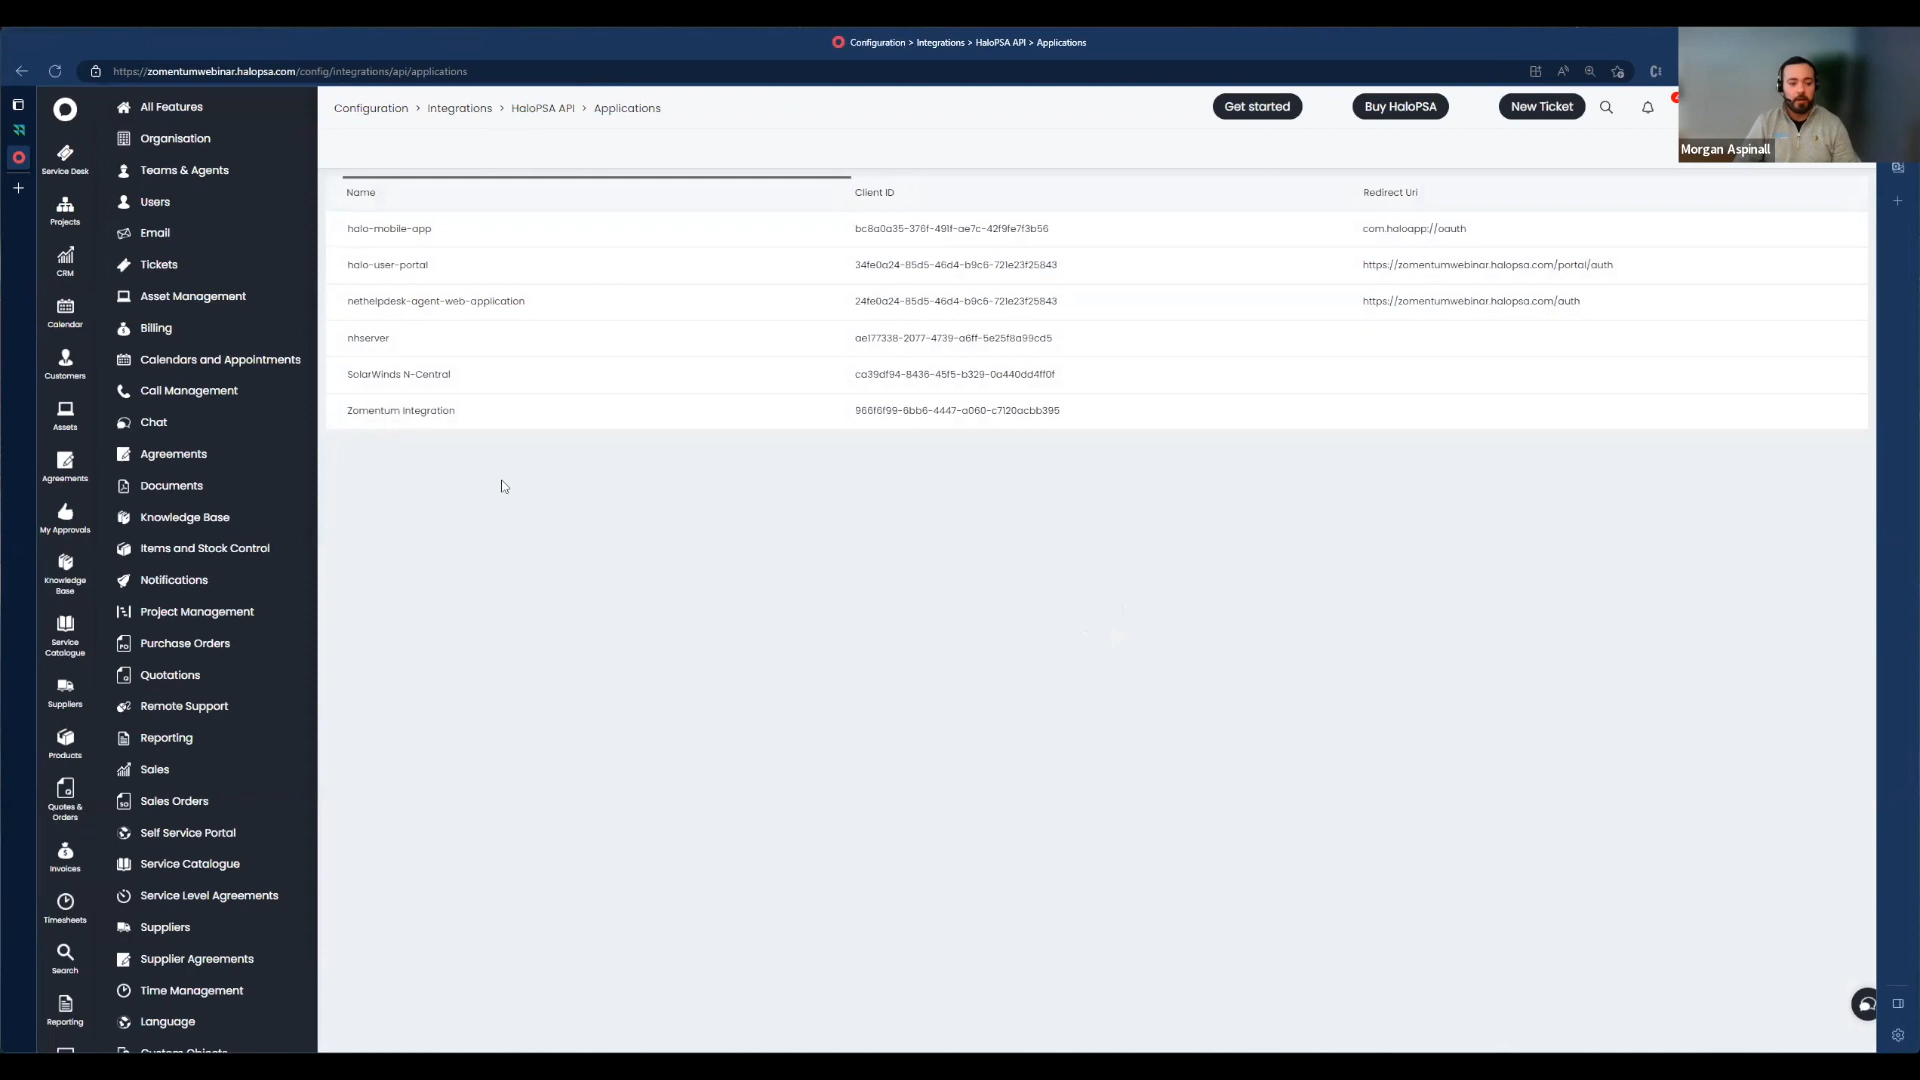 Configuration > Integrations > HaloPSA API > Applications
https://zomentumwebinar.halopsa.com/config/integrations/api/applications
Morgan Aspinall
Service Desk
Projects
CRM
Calendar
Customers
Assets
Agreements
My Approvals
Knowledge
Base
Service
Catalogue
Suppliers
Products
Quotes &
Orders
Invoices
Timesheets
Search
Reporting
All Features
Organisation
Teams & Agents
Users
Email
Tickets
Asset Management
Billing
Calendars and Appointments
Call Management
Chat
Agreements
Documents
Knowledge Base
Items and Stock Control
Notifications
Project Management
Purchase Orders
Quotations
Remote Support
Reporting
Sales
Sales Orders
Self Service Portal
Service Catalogue
Service Level Agreements
Suppliers
Supplier Agreements
Time Management
Language
Custom Objects
Configuration > Integrations > HaloPSA API > Applications
Get started
Buy HaloPSA
New Ticket
Name Client ID Redirect Uri
halo-mobile-app bc8a0a35-376f-491f-ae7c-42f9fe7f3b56 com.haloapp://oauth
halo-user-portal 34fe0a24-85d5-46d4-b9c6-721e23f25843 https://zomentumwebinar.halopsa.com/portal/auth
nethelpdesk-agent-web-application 24fe0a24-85d5-46d4-b9c6-721e23f25843 https://zomentumwebinar.halopsa.com/auth
nhserver ae177338-2077-4739-a6ff-5e25f8a99cd5
SolarWinds N-Central ca39df94-8436-45f5-b329-0a440dd4ff0f
Zomentum Integration 966f6f99-6bb6-4447-a060-c7120acbb395